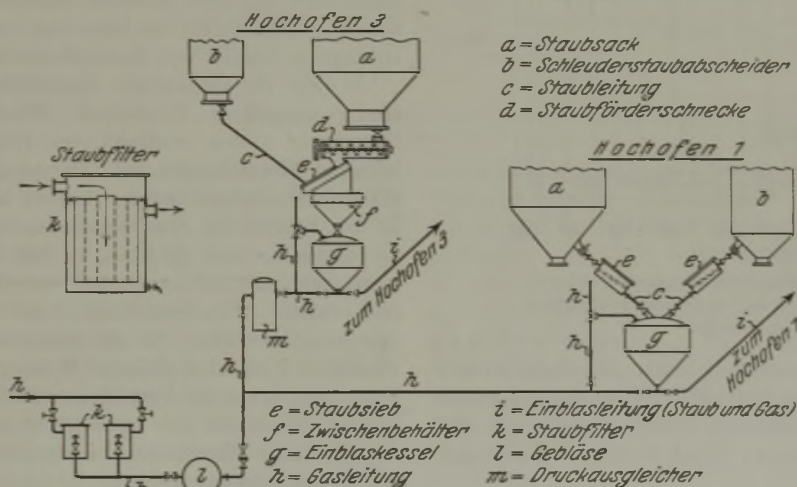 Hochofen 3
a = Staubsack
b = Schleuderstaubabscheider
c = Staubleitung
d = Staubförderschnecke
b
a
d
c
e
Staubfilter
k
f
g
h
i
zum Hochofen 3
h
m
h
Hochofen 1
a
b
e
e
c
h
g
h
i
zum Hochofen 1
h
h
k
l
h
e = Staubsieb
f = Zwischenbehälter
g = Einblaskessel
h = Gasleitung
i = Einblasleitung (Staub und Gas)
k = Staubfilter
l = Gebläse
m = Druckausgleicher